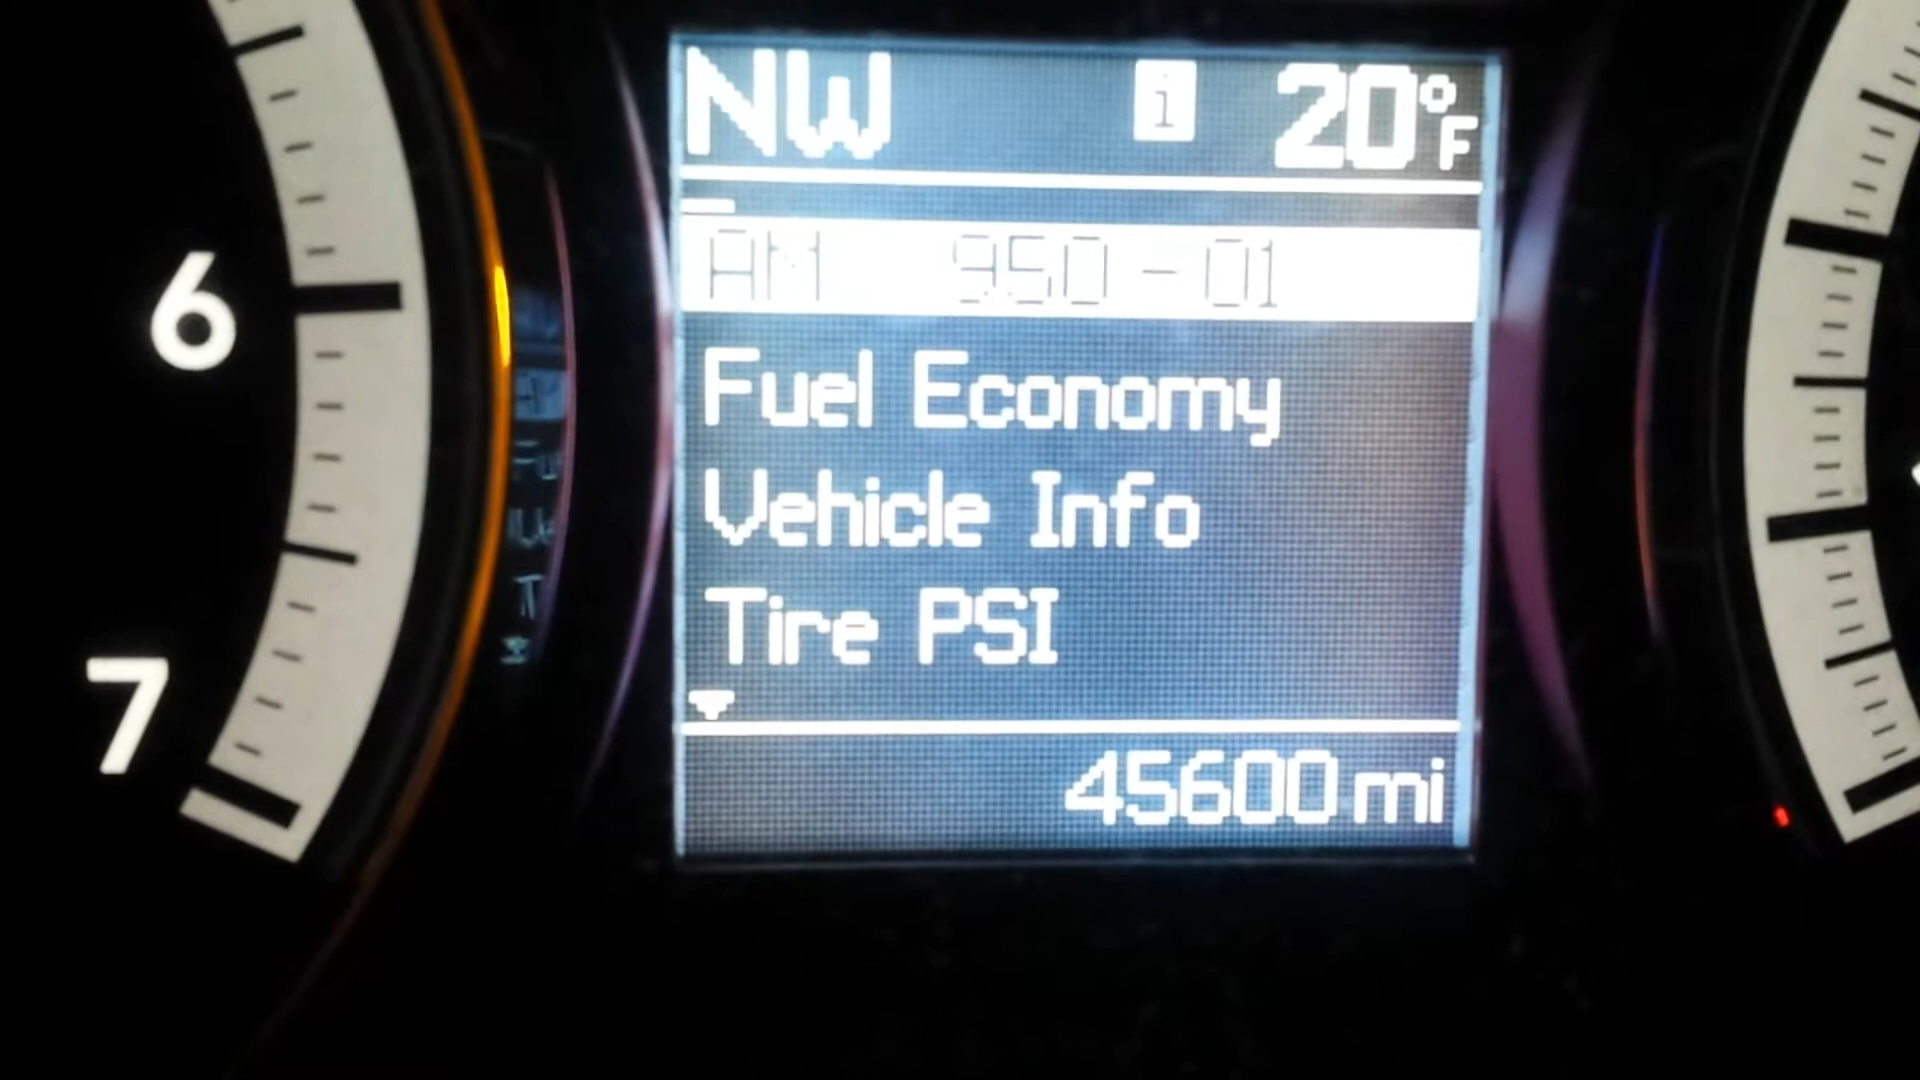 NW i 20°F
AM 950-01
6
Fuel Economy
Vehicle Info
Tire PSI
7
45600 mi